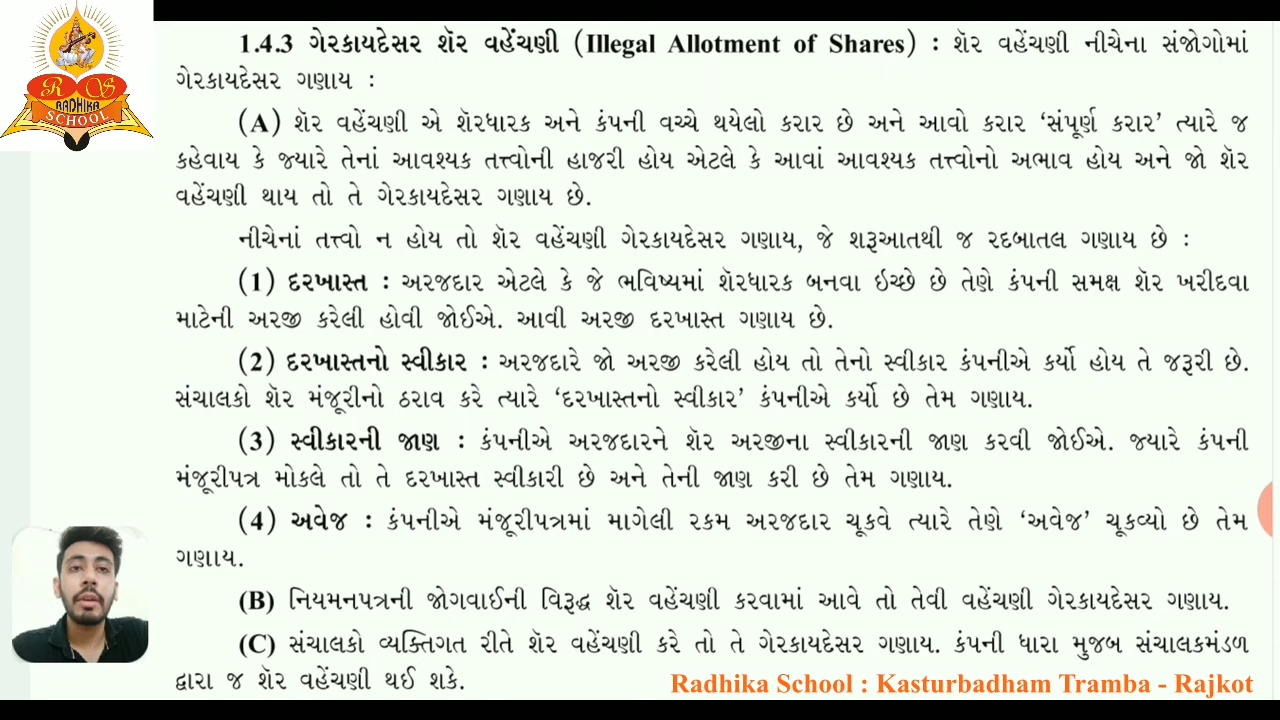 R S
RADHIKA
SCHOOL
1.4.3 ગેરકાયદેસર શૅર વહેંચણી (Illegal Allotment of Shares) : શૅર વહેંચણી નીચેના સંજોગોમાં
ગેરકાયદેસર ગણાય :
(A) શૅર વહેંચણી એ શૅરધારક અને કંપની વચ્ચે થયેલો કરાર છે અને આવો કરાર ‘સંપૂર્ણ કરાર’ ત્યારે જ
કહેવાય કે જ્યારે તેનાં આવશ્યક તત્ત્વોની હાજરી હોય એટલે કે આવાં આવશ્યક તત્ત્વોનો અભાવ હોય અને જો શૅર
વહેંચણી થાય તો તે ગેરકાયદેસર ગણાય છે.
નીચેનાં તત્ત્વો ન હોય તો શૅર વહેંચણી ગેરકાયદેસર ગણાય, જે શરૂઆતથી જ રદબાતલ ગણાય છે :
(1) દરખાસ્ત : અરજદાર એટલે કે જે ભવિષ્યમાં શૅરધારક બનવા ઇચ્છે છે તેણે કંપની સમક્ષ શૅર ખરીદવા
માટેની અરજી કરેલી હોવી જોઈએ. આવી અરજી દરખાસ્ત ગણાય છે.
(2) દરખાસ્તનો સ્વીકાર : અરજદારે જો અરજી કરેલી હોય તો તેનો સ્વીકાર કંપનીએ કર્યો હોય તે જરૂરી છે.
સંચાલકો શૅર મંજૂરીનો ઠરાવ કરે ત્યારે ‘દરખાસ્તનો સ્વીકાર’ કંપનીએ કર્યો છે તેમ ગણાય.
(3) સ્વીકારની જાણ : કંપનીએ અરજદારને શૅર અરજીના સ્વીકારની જાણ કરવી જોઈએ. જ્યારે કંપની
મંજૂરીપત્ર મોકલે તો તે દરખાસ્ત સ્વીકારી છે અને તેની જાણ કરી છે તેમ ગણાય.
(4) અવેજ : કંપનીએ મંજૂરીપત્રમાં માગેલી રકમ અરજદાર ચૂકવે ત્યારે તેણે ‘અવેજ’ ચૂકવ્યો છે તેમ
ગણાય.
(B) નિયમનપત્રની જોગવાઈની વિરૂદ્ધ શૅર વહેંચણી કરવામાં આવે તો તેવી વહેંચણી ગેરકાયદેસર ગણાય.
(C) સંચાલકો વ્યક્તિગત રીતે શૅર વહેંચણી કરે તો તે ગેરકાયદેસર ગણાય. કંપની ધારા મુજબ સંચાલકમંડળ
દ્વારા જ શૅર વહેંચણી થઈ શકે.
Radhika School : Kasturbadham Tramba - Rajkot